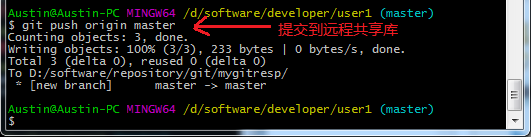 Austin@Austin-PC MINGW64 /d/software/developer/user1 (master)
$ git push origin master
提交到远程共享库
Counting objects: 3, done.
Writing objects: 100% (3/3), 233 bytes | 0 bytes/s, done.
Total 3 (delta 0), reused 0 (delta 0)
To D:/software/repository/git/mygitresp/
* [new branch]      master -> master
Austin@Austin-PC MINGW64 /d/software/developer/user1 (master)
$